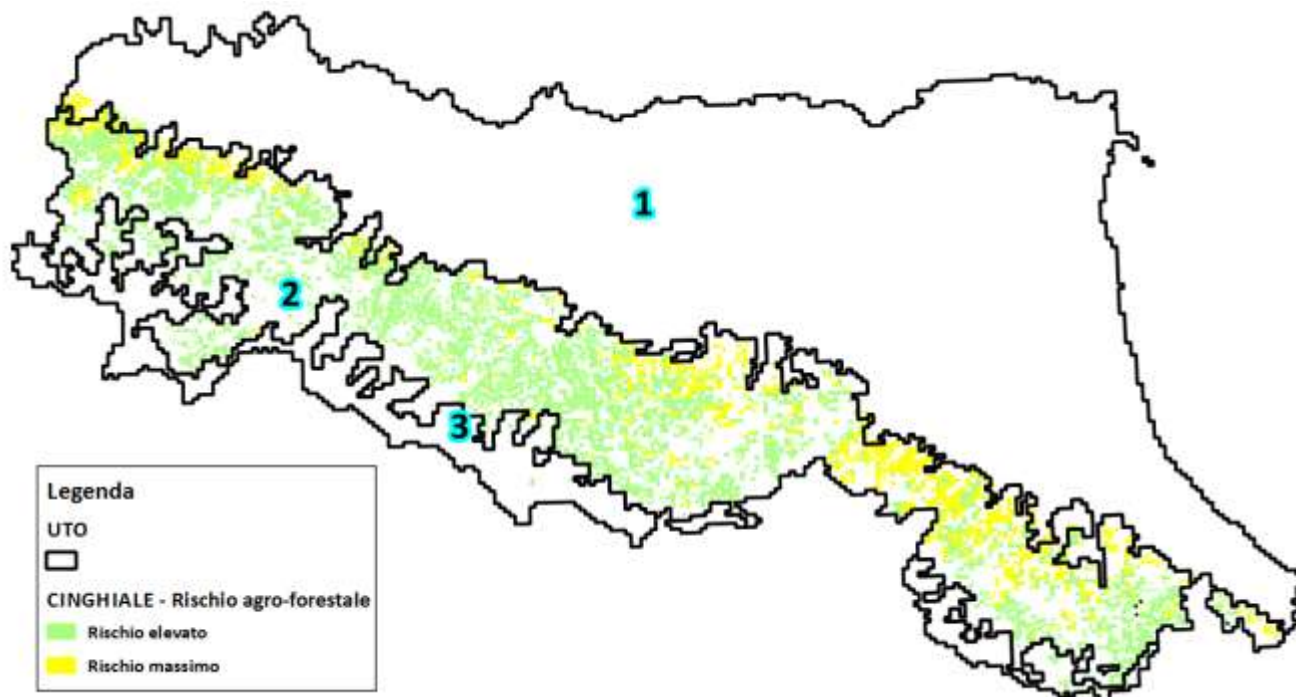 1
2
3
Legenda
UTO
CINGHIALE - Rischio agro-forestale
Rischio elevato
Rischio massimo